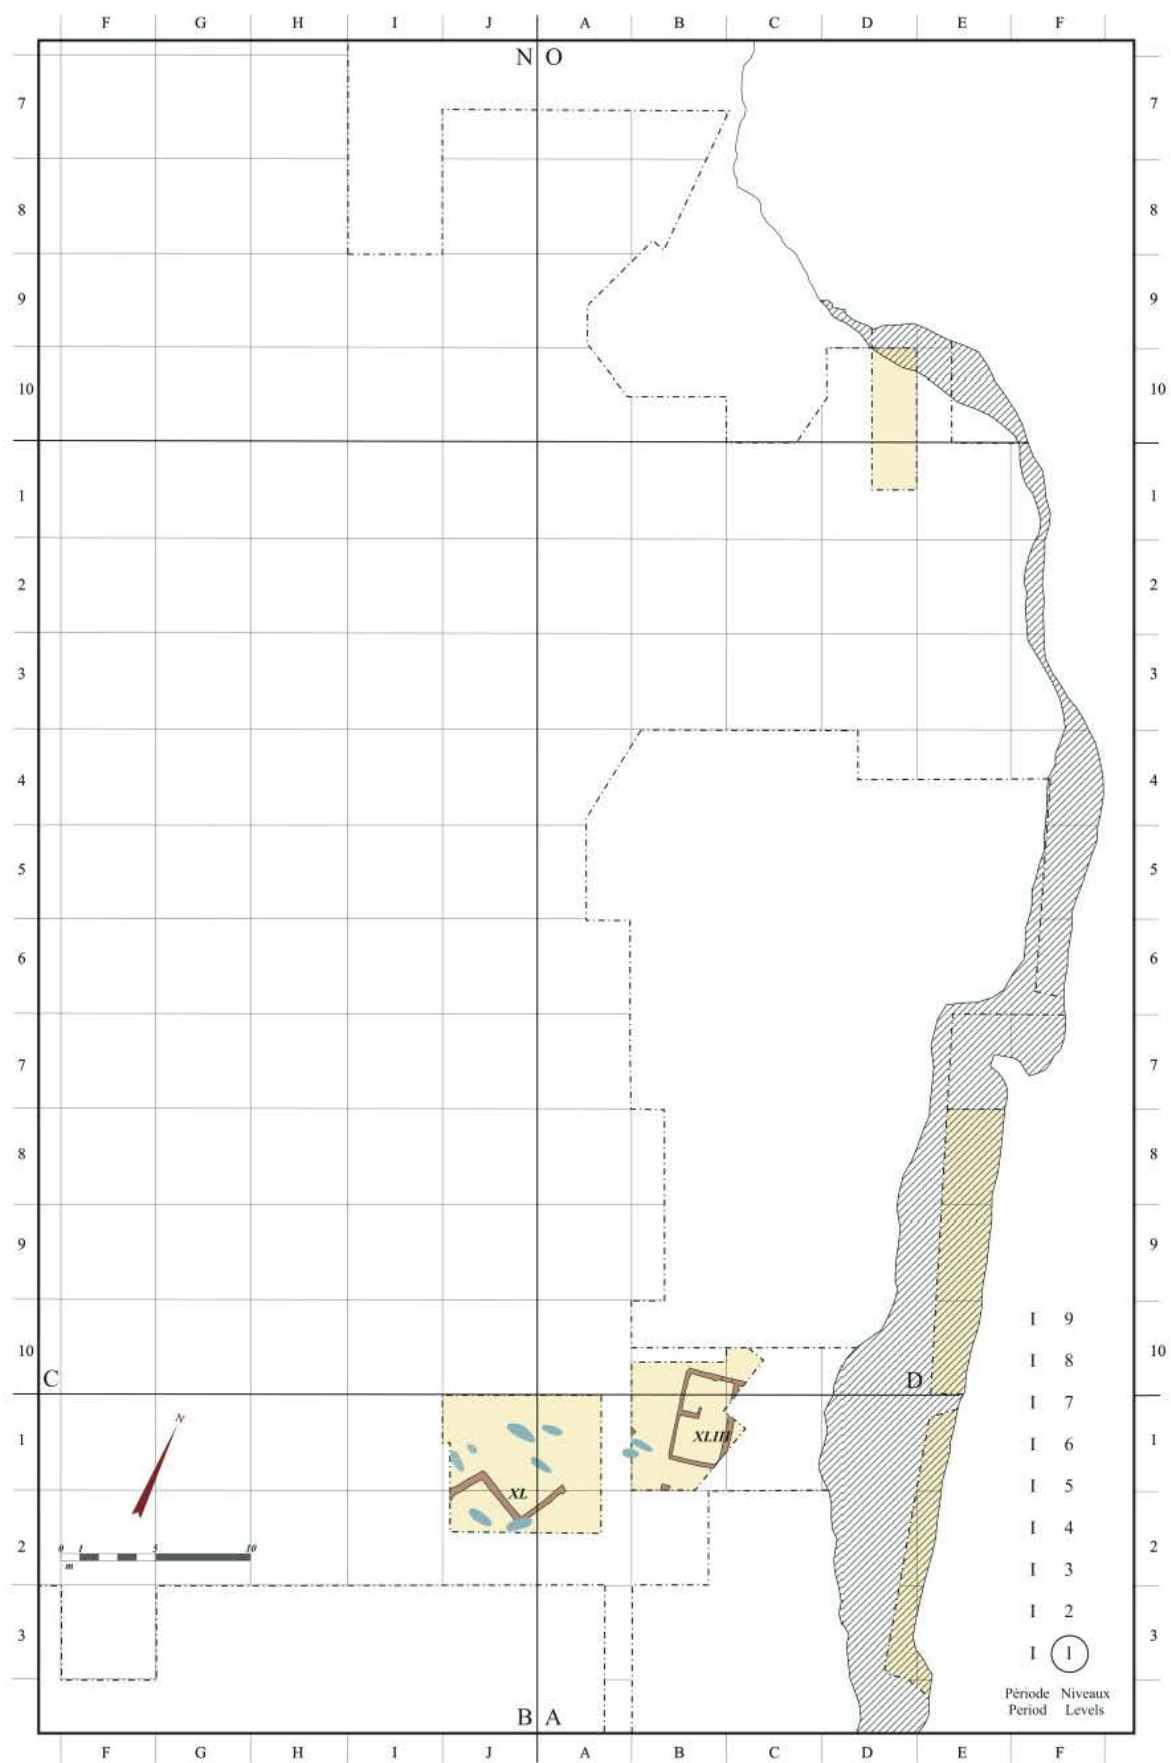 F G H I J A B C D E F
N O
7 7
8 8
9 9
10 10
1 1
2 2
3 3
4 4
5 5
6 6
7 7
8 8
9 9
I 9
10 10
I 8
C D
I 7
N
1 1
XLIII
I 6
I 5
XL
I 4
0 1 5 10
m
2 2
I 3
I 2
3 3
I 1
Période Niveaux
Period Levels
B A
F G H I J A B C D E F